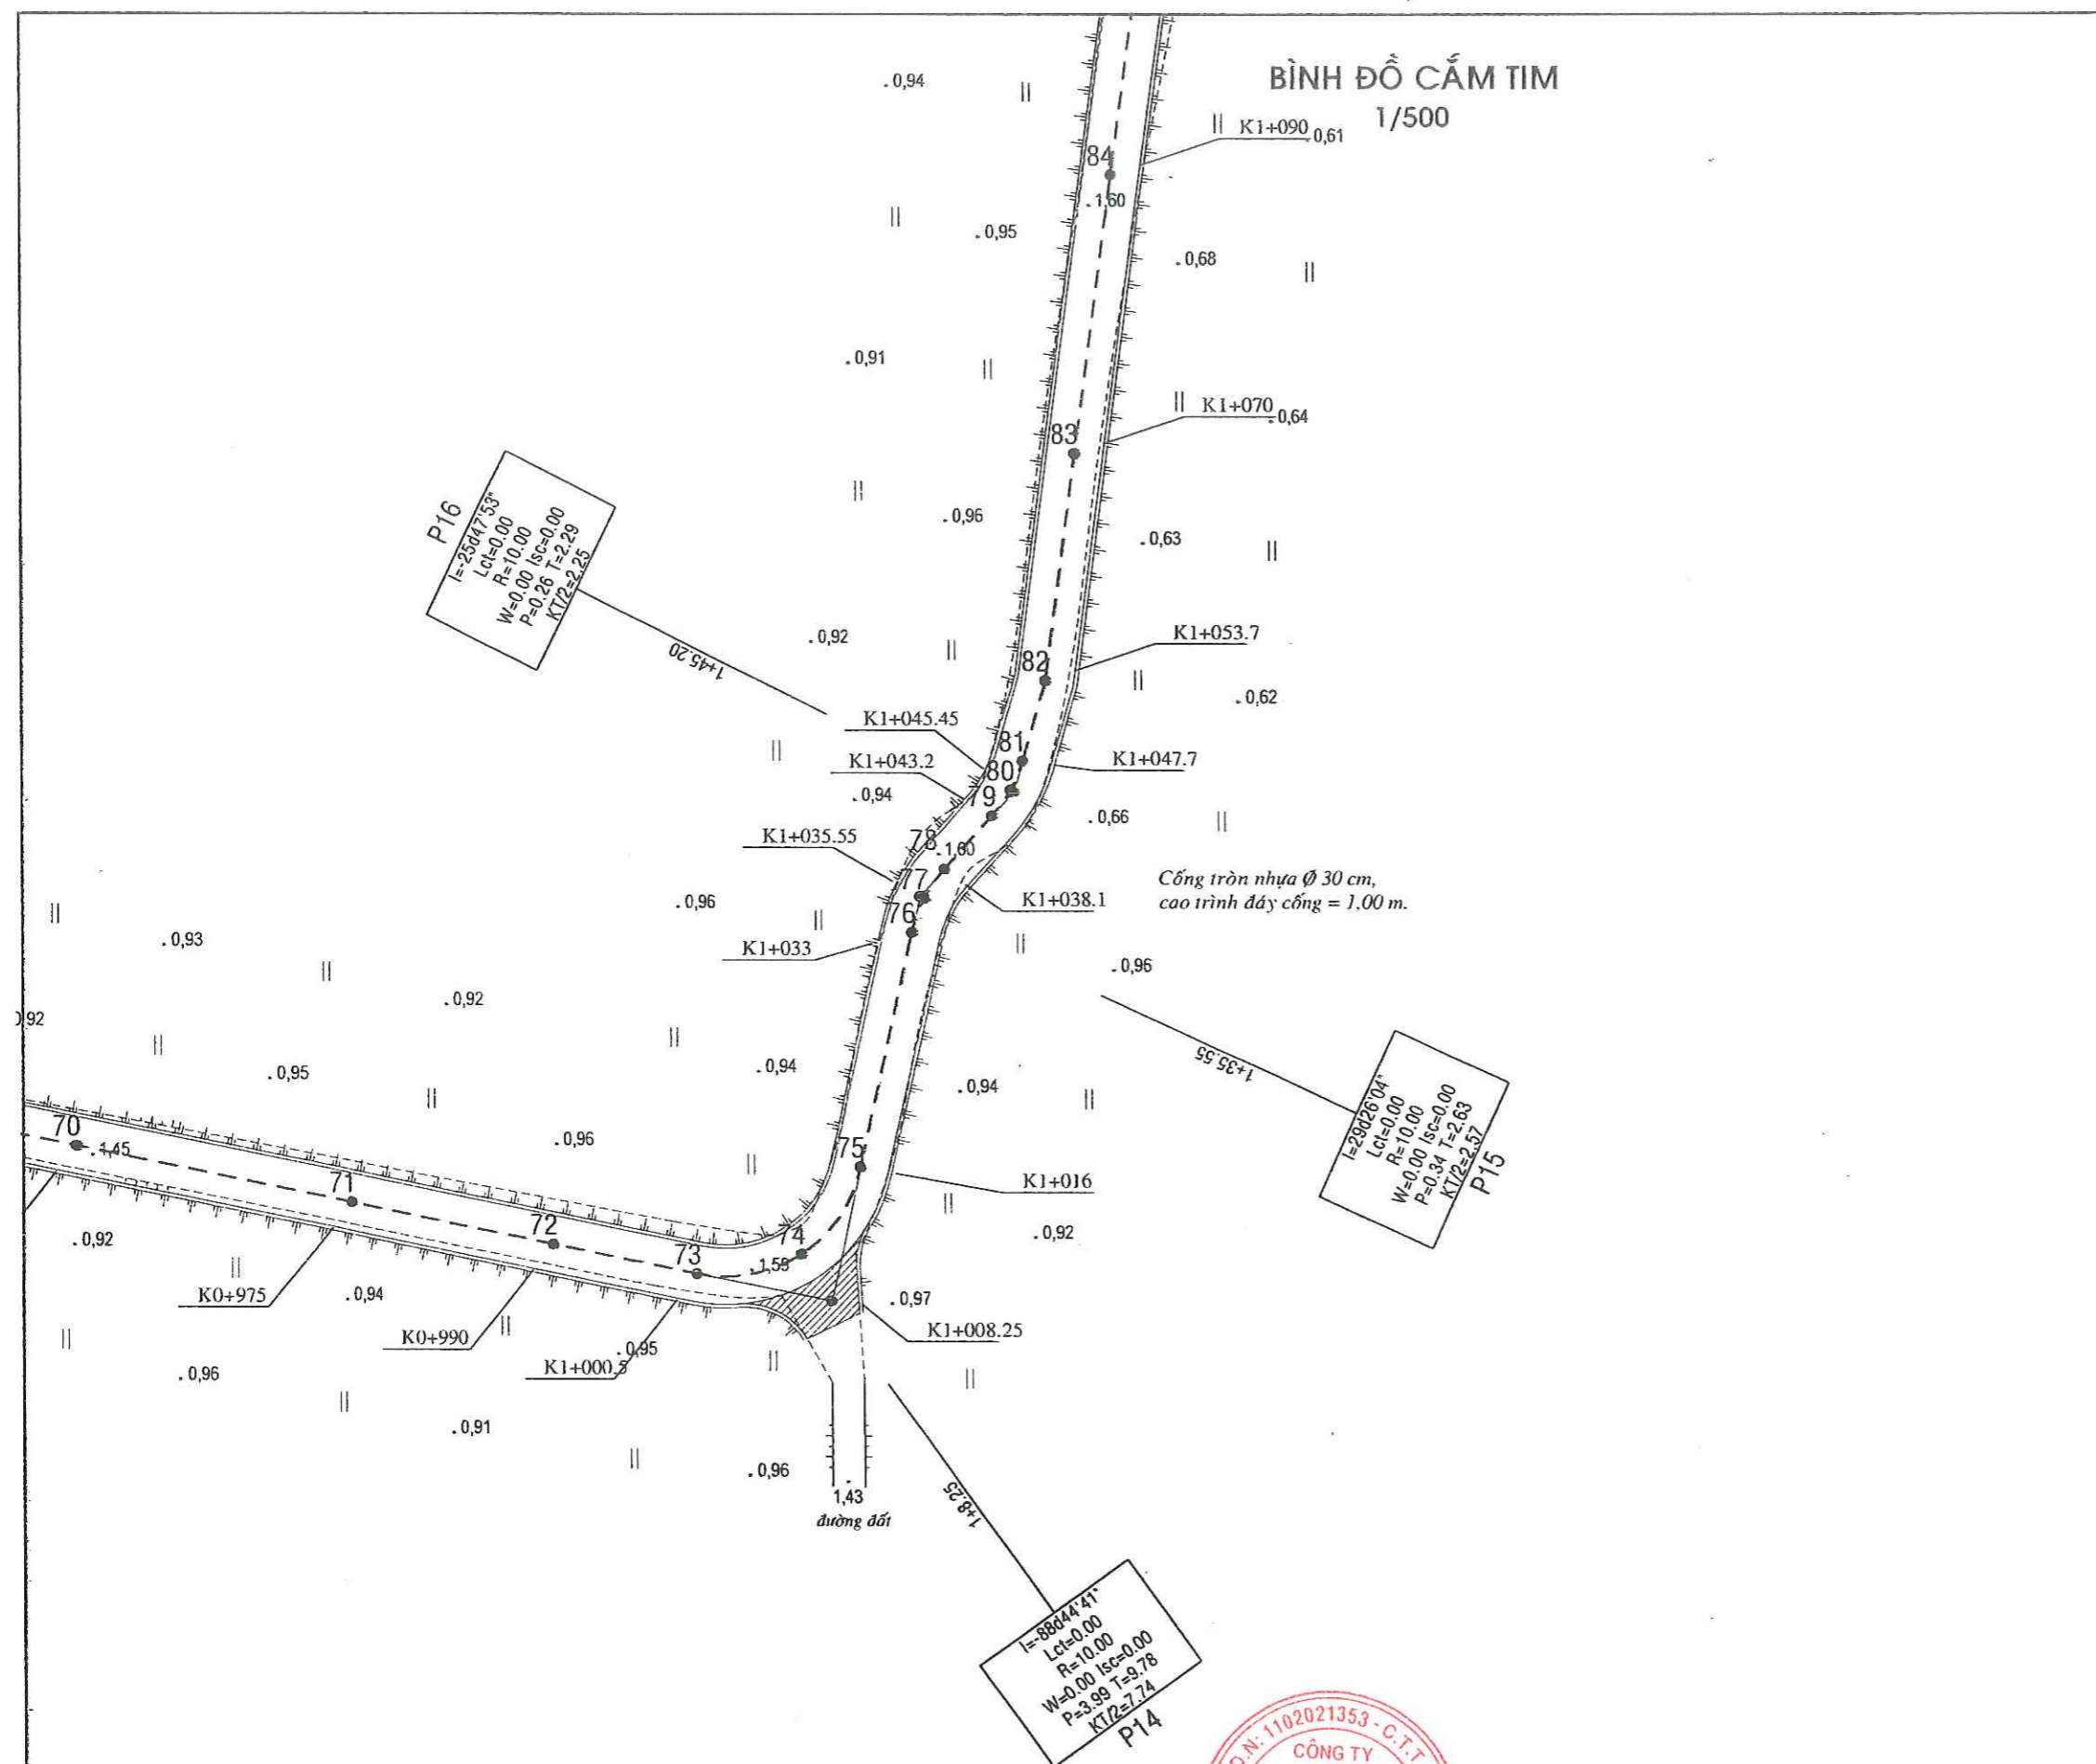 BÌNH ĐỒ CẮM TIM
1/500
.0,94
K1+090
0,61
84
.1,60
.0,95
.0,68
.0,91
K1+070
0,64
83
P16
I=-25d47'53"
Lct=0.00
R=10.00
W=0.00 Isc=0.00
P=0.26 T=2.29
KT/2=2.25
.0,96
.0,63
.0,92
K1+053.7
1+45.20
82
.0,62
K1+045.45
81
K1+043.2
80
K1+047.7
.0,94
79
.0,66
K1+035.55
78
.1,60
Cống tròn nhựa Ø 30 cm,
cao trình đáy cống = 1,00 m.
77
K1+038.1
.0,96
76
.0,93
K1+033
.0,96
.0,92
0,92
1+35.55
.0,95
.0,94
.0,94
I=29d26'04"
Lct=0.00
R=10.00
W=0.00 Isc=0.00
P=0.34 T=2.63
KT/2=2.57
P15
70
.1,45
.0,96
75
K1+016
71
.0,92
72
.0,92
74
73
.1,55
K0+975
.0,94
.0,97
K0+990
K1+008.25
.0,95
K1+000.5
.0,96
.0,91
.0,96
1,43
đường đất
1+8.25
I=-88d44'41"
Lct=0.00
R=10.00
W=0.00 Isc=0.00
P=3.99 T=9.78
KT/2=7.74
P14
.D.N: 1102021353 - C.T.T
CÔNG TY